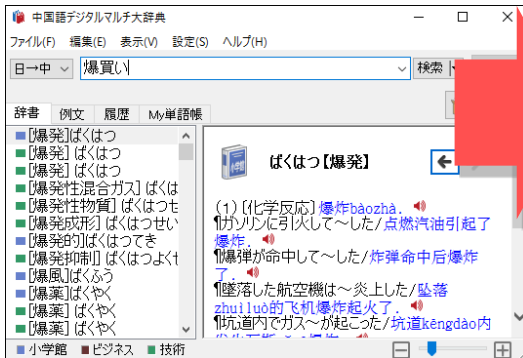 中国語デジタルマルチ大辞典
ファイル(F) 編集(E) 表示(V) 設定(S) ヘルプ(H)
日→中 爆買い 検索
辞書 例文 履歴 My単語帳
[爆発]ばくはつ
[爆発] ばくはつ
[爆発] ばくはつ
[爆発性混合ガス] ばくは
[爆発性物質] ばくはつせ
[爆発成形] ばくはつせい
[爆発的]ばくはつてき
[爆発抑制] ばくはつよくせ
[爆風]ばくふう
[爆薬]ばくやく
[爆薬] ばくやく
[爆薬] ばくやく
小学館 ビジネス 技術
ばくはつ【爆発】
(1)〔化学反応〕爆炸bàozhà.
¶ガソリンに引火して～した/点燃汽油引起了
爆炸.
¶爆弾が命中して～した/炸弹命中后爆炸
了.
¶墜落した航空機は～炎上した/坠落
zhuìluò的飞机爆炸起火了.
¶坑道内でガス～が起こった/坑道kēngdào内